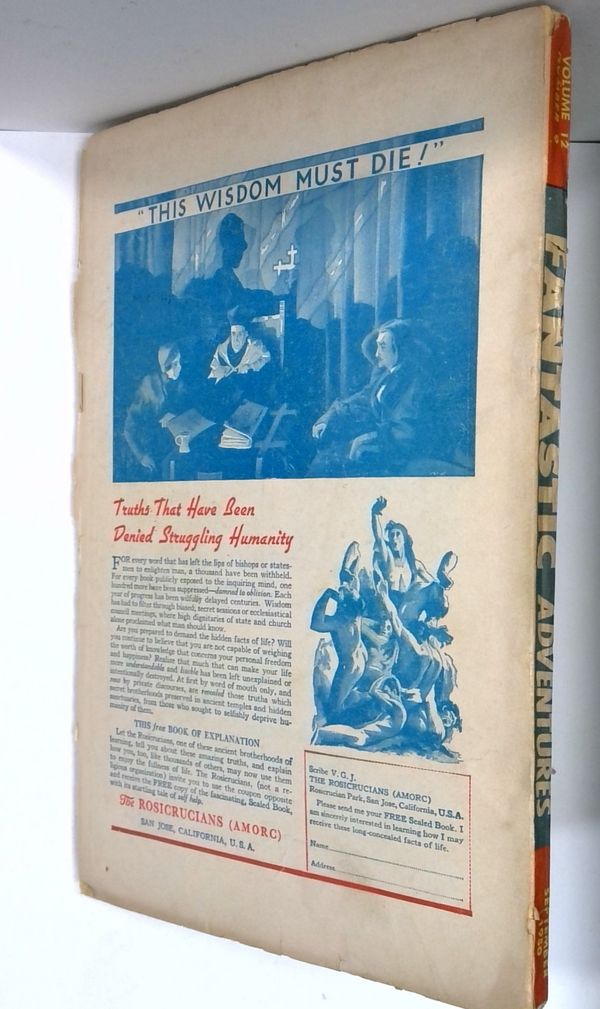 "THIS WISDOM MUST DIE!"
Truths That Have Been
Denied Struggling Humanity
FOR every word that has left the lips of bishops or states-
men to enlighten man, a thousand have been withheld.
For every book publicly exposed to the inquiring mind, one
hundred more have been suppressed—damned to oblivion. Each
year of progress has been wilfully delayed centuries. Wisdom
has had to filter through biased, secret sessions or ecclesiastical
council meetings, where high dignitaries of state and church
alone proclaimed what man should know.
Are you prepared to demand the hidden facts of life? Will
you continue to believe that you are not capable of weighing
the worth of knowledge that concerns your personal freedom
and happiness? Realize that much that can make your life
more understandable and livable has been left unexplained or
intentionally destroyed. At first by word of mouth only, and
now by private discourses, are revealed those truths which
secret brotherhoods preserved in ancient temples and hidden
sanctuaries, from those who sought to selfishly deprive hu-
manity of them.
THIS free BOOK OF EXPLANATION
Let the Rosicrucians, one of these ancient brotherhoods of
learning, tell you about these amazing truths, and explain
how you, too, like thousands of others, may now use them
to enjoy the fullness of life. The Rosicrucians, (not a re-
ligious organization) invite you to use the coupon opposite
and receive the FREE copy of the fascinating, Sealed Book,
with its startling tale of self help.
The ROSICRUCIANS (AMORC)
SAN JOSE, CALIFORNIA, U. S. A.
Scribe V. G. J.
THE ROSICRUCIANS (AMORC)
Rosicrucian Park, San Jose, California, U.S.A.
Please send me your FREE Sealed Book. I
am sincerely interested in learning how I may
receive these long-concealed facts of life.
Name
Address
VOLUME 12
NUMBER 9
FANTASTIC ADVENTURES
SEPTEMBER
1950